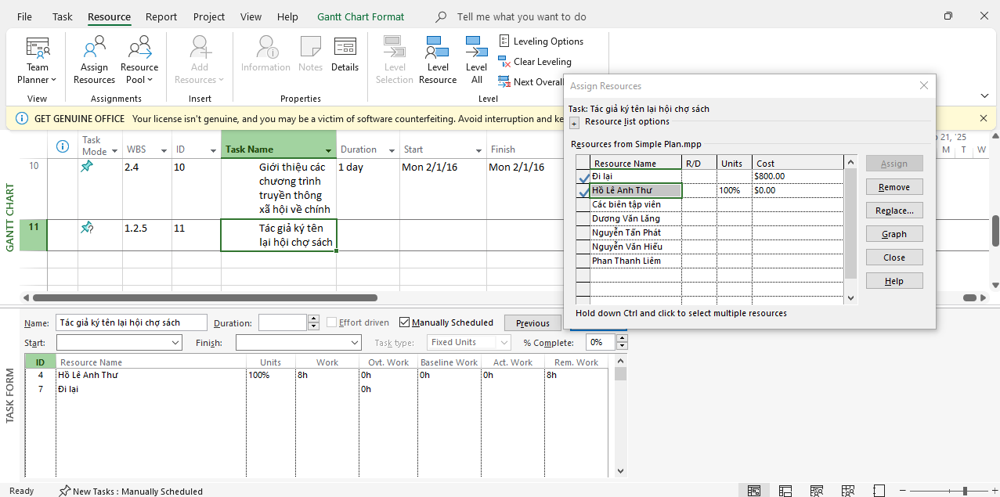 File Task Resource Report Project View Help Gantt Chart Format Tell me what you want to do
Team Planner
Assign Resources
Resource Pool
Add Resources
Information
Notes
Details
Level Selection
Level Resource
Level All
Leveling Options
Clear Leveling
Next Overall
View Assignments Insert Properties Level
GET GENUINE OFFICE Your license isn't genuine, and you may be a victim of software counterfeiting. Avoid interruption and ke
Task Mode WBS ID Task Name Duration Start Finish
21, '25
M T W
10 2.4 10 Giới thiệu các 1 day Mon 2/1/16 Mon 2/1/16
chương trình
truyền thông
xã hội về chính
11 1.2.5 11 Tác giả ký tên
lại hội chợ sách
GANTT CHART
Assign Resources
Task: Tác giả ký tên lại hội chợ sách
+ Resource list options
Resources from Simple Plan.mpp
Resource Name R/D Units Cost
Đi lại $800.00
Hồ Lê Anh Thư 100% $0.00
Các biên tập viên
Dương Văn Lăng
Nguyễn Tấn Phát
Nguyễn Văn Hiếu
Phan Thanh Liêm
Assign
Remove
Replace...
Graph
Close
Help
Hold down Ctrl and click to select multiple resources
Name: Tác giả ký tên lại hội chợ sách Duration: Effort driven Manually Scheduled Previous
Start: Finish: Task type: Fixed Units % Complete: 0%
ID Resource Name Units Work Ovt. Work Baseline Work Act. Work Rem. Work
4 Hồ Lê Anh Thư 100% 8h 0h 0h 0h 8h
7 Đi lại 0h
TASK FORM
Ready New Tasks : Manually Scheduled